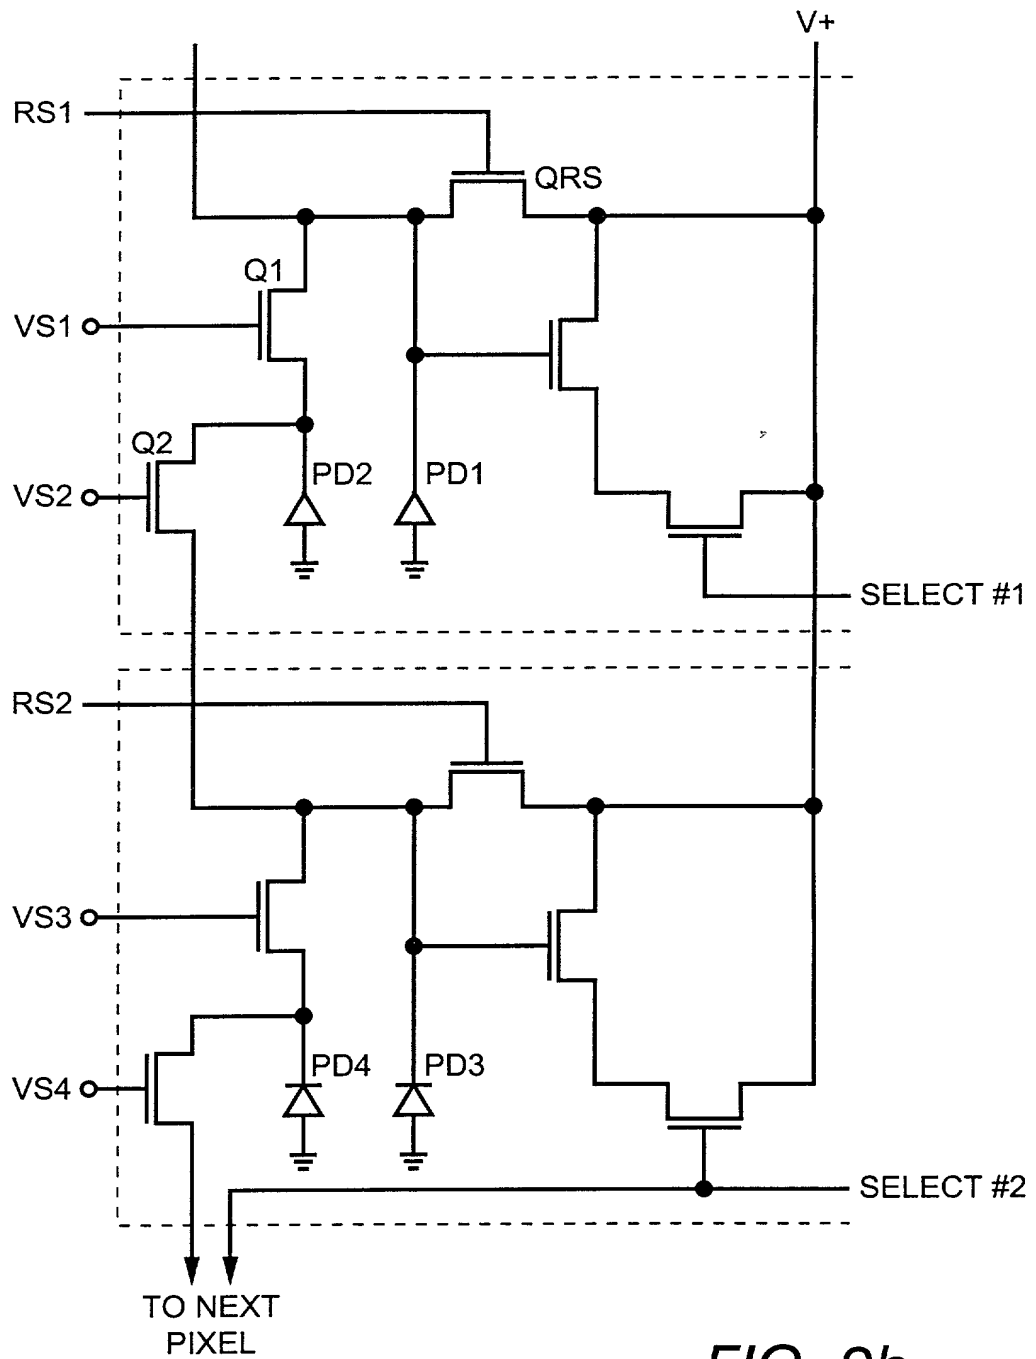 V+
RS1
QRS
Q1
VS1
Q2
PD2
PD1
VS2
SELECT #1
RS2
VS3
PD4
PD3
VS4
SELECT #2
TO NEXT
PIXEL